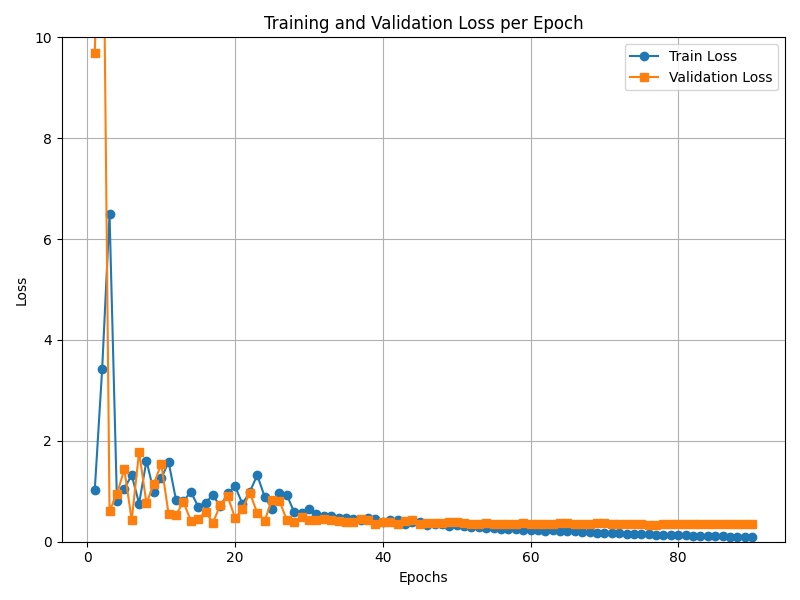 Training and Validation Loss per Epoch
Train Loss
Validation Loss
Loss
10
8
6
4
2
0
0 20 40 60 80
Epochs